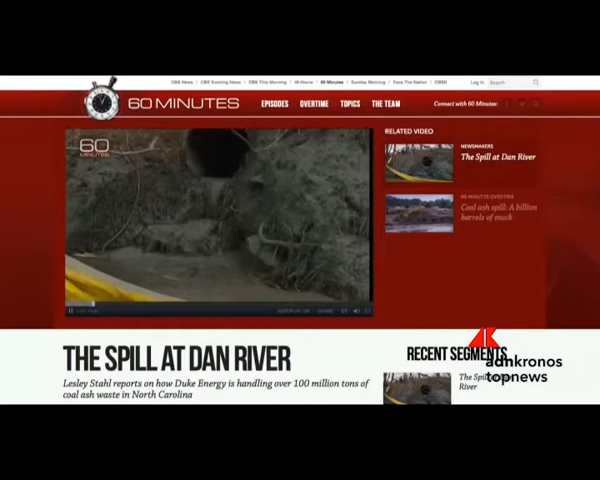 CBS News / CBS Evening News / CBS This Morning / 48 Hours / 60 Minutes / Sunday Morning / Face The Nation / CBSN
Log In Search
60 MINUTES EPISODES OVERTIME TOPICS THE TEAM Connect with 60 Minutes:
60
MINUTES
RELATED VIDEO
NEWSMAKERS
The Spill at Dan River
60 MINUTES OVERTIME
Coal ash spill: A billion
barrels of muck
THE SPILL AT DAN RIVER
Lesley Stahl reports on how Duke Energy is handling over 100 million tons of
coal ash waste in North Carolina
RECENT SEGMENTS
The Spill
River
adnkronos
topnews